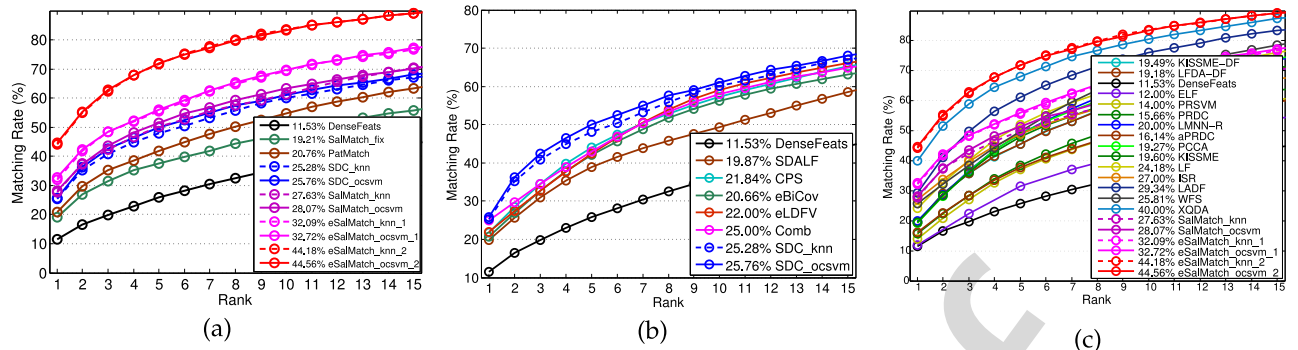 Matching Rate (%)
80
70
60
50
40
30
20
10
0
1 2 3 4 5 6 7 8 9 10 11 12 13 14 15
Rank
11.53% DenseFeats
19.21% SalMatch_fix
20.76% PatMatch
25.28% SDC_knn
25.76% SDC_ocsvm
27.63% SalMatch_knn
28.07% SalMatch_ocsvm
32.09% eSalMatch_knn_1
32.72% eSalMatch_ocsvm_1
44.18% eSalMatch_knn_2
44.56% eSalMatch_ocsvm_2
(a)
Matching Rate (%)
80
70
60
50
40
30
20
10
1 2 3 4 5 6 7 8 9 10 11 12 13 14 15
Rank
11.53% DenseFeats
19.87% SDALF
21.84% CPS
20.66% eBiCov
22.00% eLDFV
25.00% Comb
25.28% SDC_knn
25.76% SDC_ocsvm
(b)
Matching Rate (%)
90
80
70
60
50
40
30
20
10
0
1 2 3 4 5 6 7 8 9 10 11 12 13 14 15
Rank
19.49% KISSME-DF
19.18% LFDA-DF
11.53% DenseFeats
12.00% ELF
14.00% PRSVM
15.66% PRDC
20.00% LMNN-R
16.14% aPRDC
19.27% PCCA
19.60% KISSME
24.18% LF
27.00% ISR
29.34% LADF
25.81% WFS
40.00% XQDA
27.63% SalMatch_knn
28.07% SalMatch_ocsvm
32.09% eSalMatch_knn_1
32.72% eSalMatch_ocsvm_1
44.18% eSalMatch_knn_2
44.56% eSalMatch_ocsvm_2
(c)